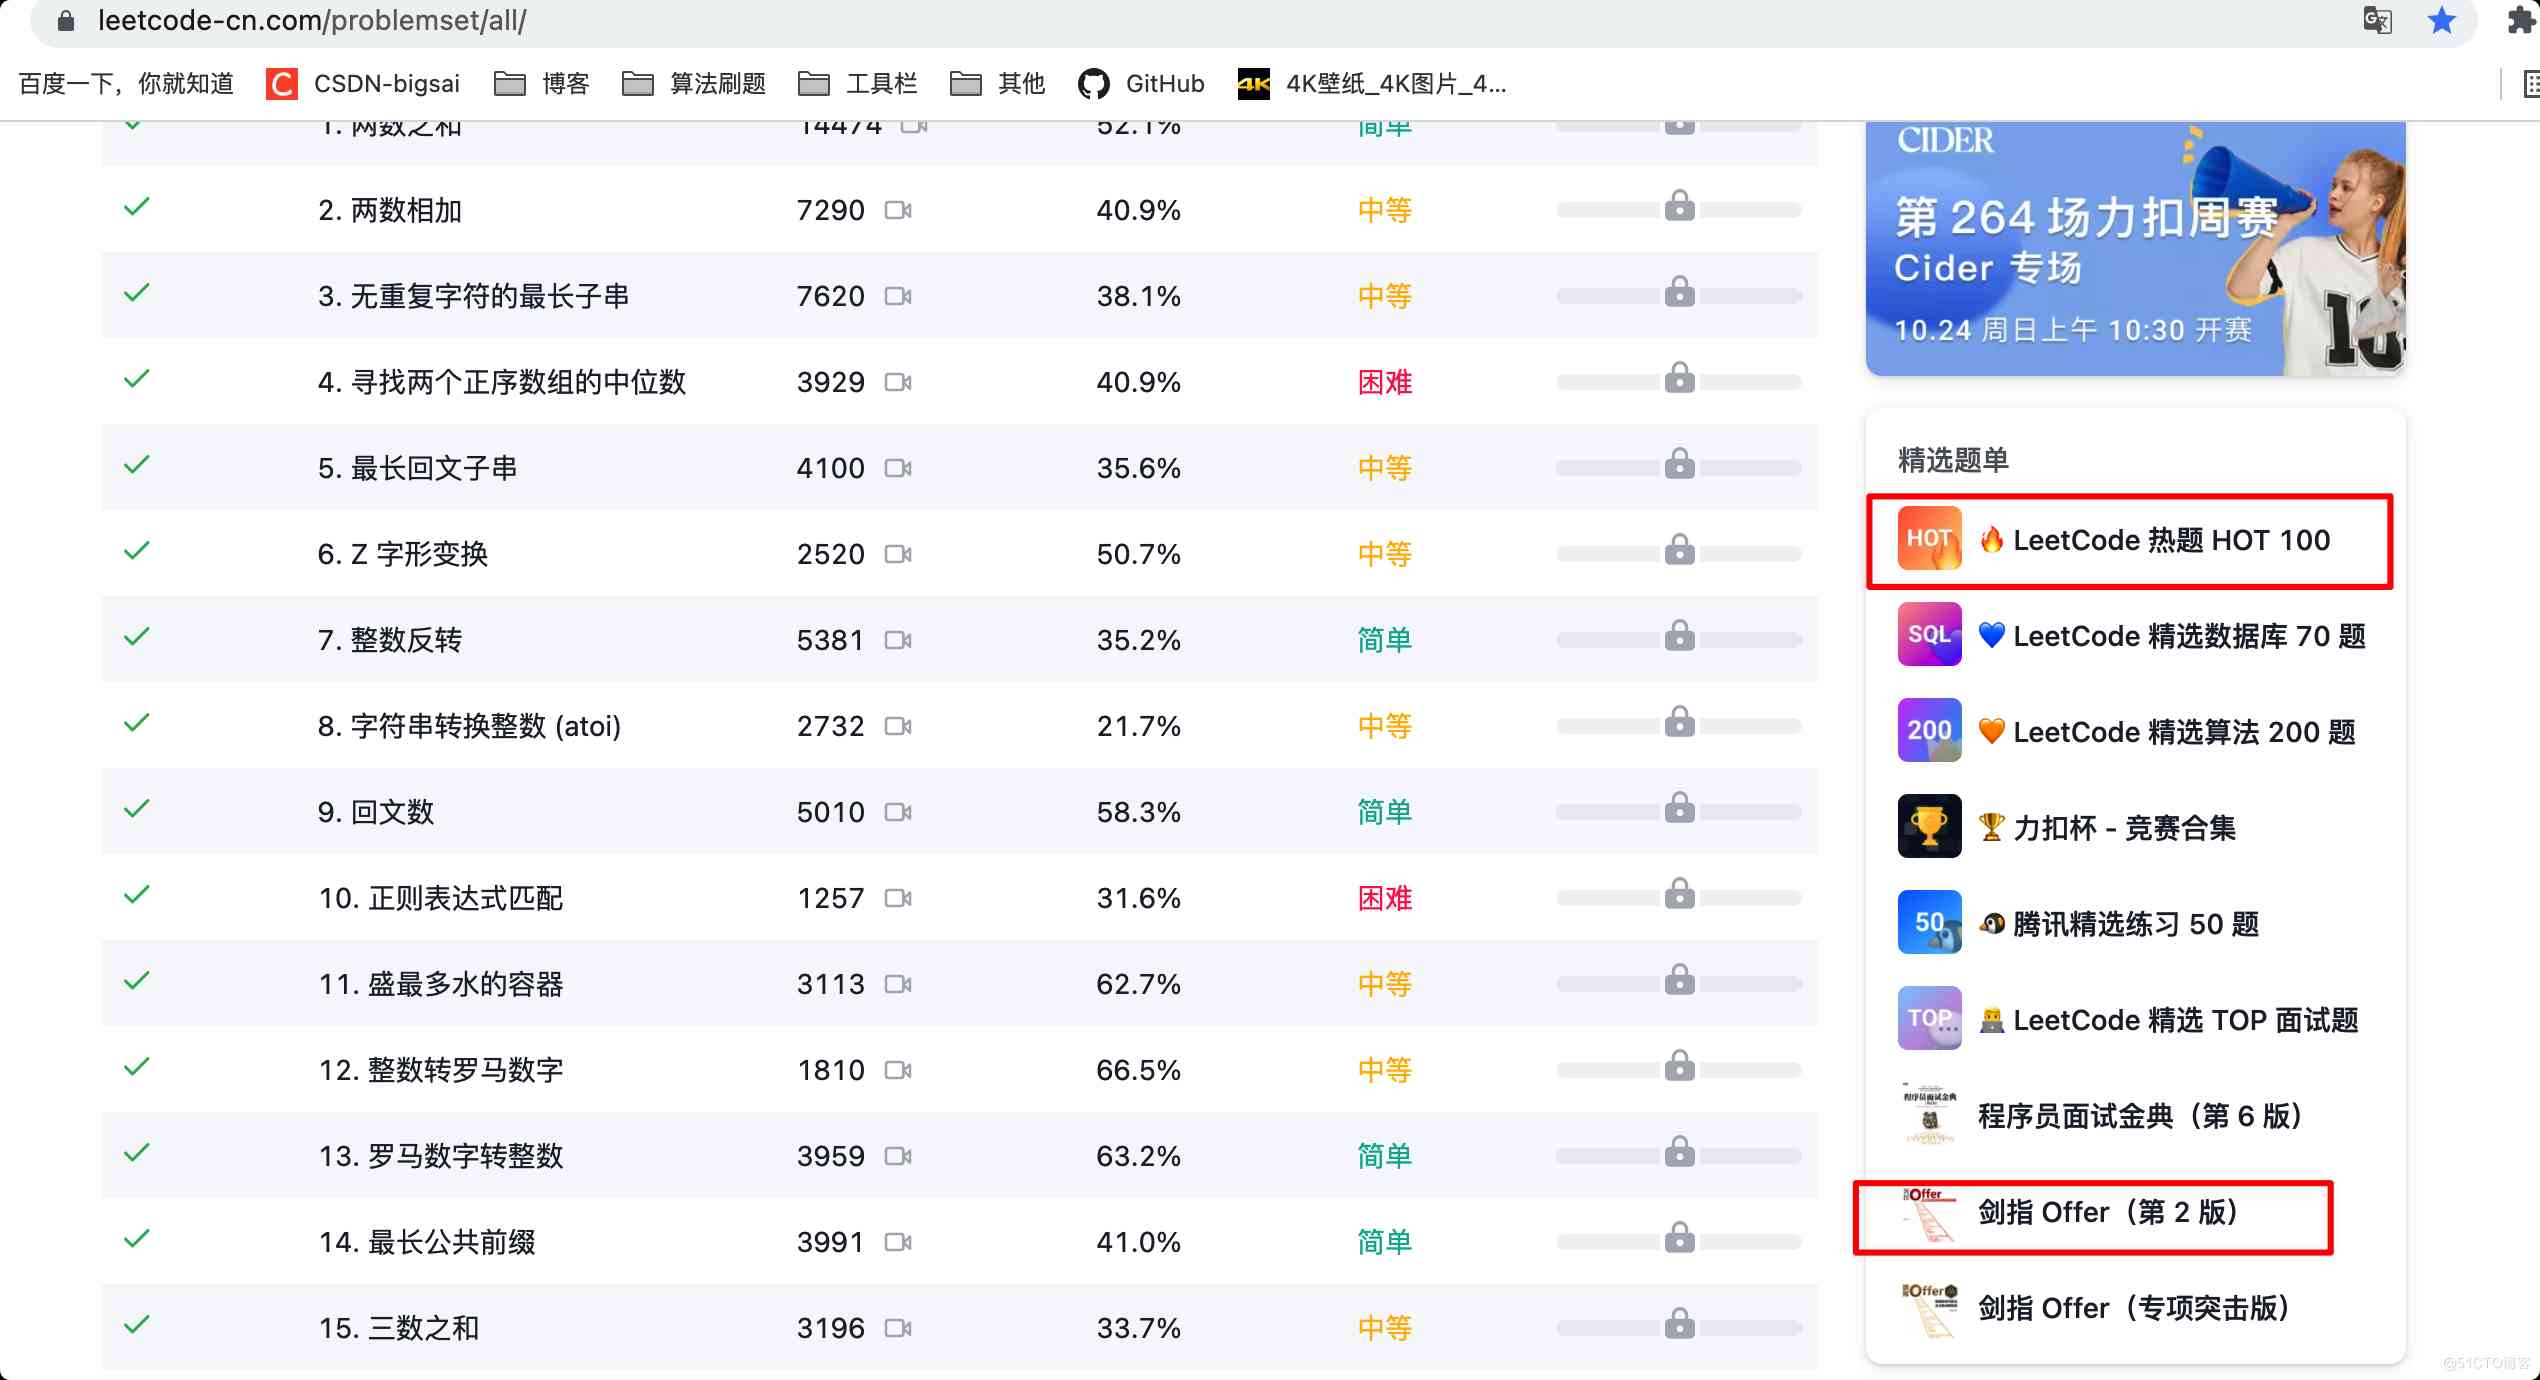 leetcode-cn.com/problemset/all/
百度一下，你就知道 CSDN-bigsai 博客 算法刷题 工具栏 其他 GitHub 4K壁纸_4K图片_4...
1. 两数之和 14474 52.1% 简单
2. 两数相加 7290 40.9% 中等
3. 无重复字符的最长子串 7620 38.1% 中等
4. 寻找两个正序数组的中位数 3929 40.9% 困难
5. 最长回文子串 4100 35.6% 中等
6. Z 字形变换 2520 50.7% 中等
7. 整数反转 5381 35.2% 简单
8. 字符串转换整数 (atoi) 2732 21.7% 中等
9. 回文数 5010 58.3% 简单
10. 正则表达式匹配 1257 31.6% 困难
11. 盛最多水的容器 3113 62.7% 中等
12. 整数转罗马数字 1810 66.5% 中等
13. 罗马数字转整数 3959 63.2% 简单
14. 最长公共前缀 3991 41.0% 简单
15. 三数之和 3196 33.7% 中等
CIDER
第 264 场力扣周赛
Cider 专场
10.24 周日上午 10:30 开赛
精选题单
HOT 🔥 LeetCode 热题 HOT 100
SQL 💙 LeetCode 精选数据库 70 题
200 🧡 LeetCode 精选算法 200 题
🏆 力扣杯 - 竞赛合集
50 🐧 腾讯精选练习 50 题
TOP 👨‍💻 LeetCode 精选 TOP 面试题
程序员面试金典 程序员面试金典（第 6 版）
Offer 剑指 Offer（第 2 版）
Offer 剑指 Offer（专项突击版）
@51CTO博客